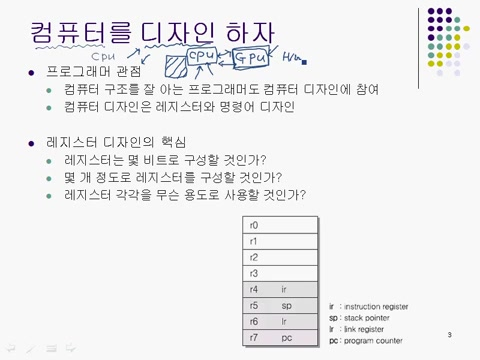 컴퓨터를 디자인 하자
CPU
CPU
GPU
H/W
프로그래머 관점
컴퓨터 구조를 잘 아는 프로그래머도 컴퓨터 디자인에 참여
컴퓨터 디자인은 레지스터와 명령어 디자인
레지스터 디자인의 핵심
레지스터는 몇 비트로 구성할 것인가?
몇 개 정도로 레지스터를 구성할 것인가?
레지스터 각각을 무슨 용도로 사용할 것인가?
r0
r1
r2
r3
r4 ir
r5 sp
r6 lr
r7 pc
ir : instruction register
sp : stack pointer
lr : link register
pc : program counter
3